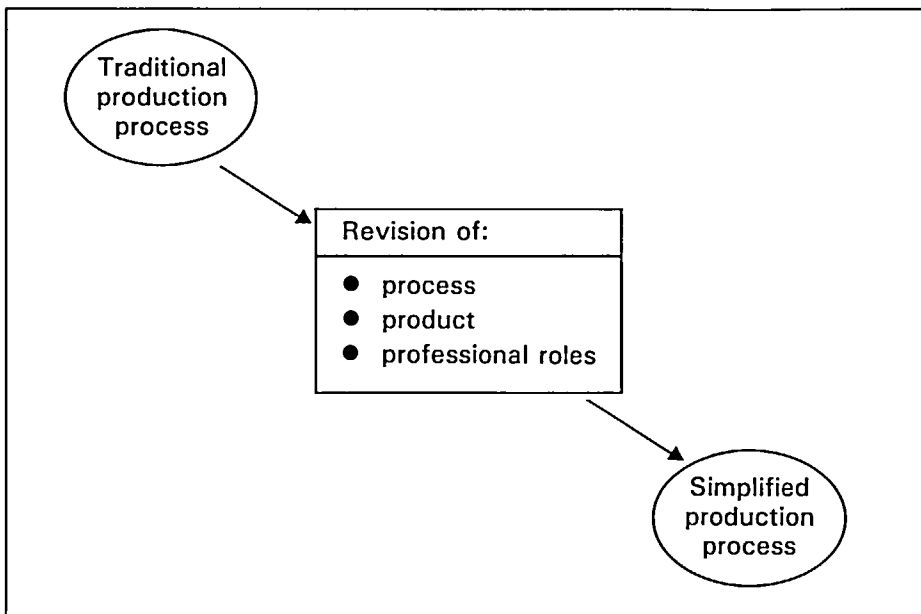 Traditional
production
process
Revision of:
● process
● product
● professional roles
Simplified
production
process